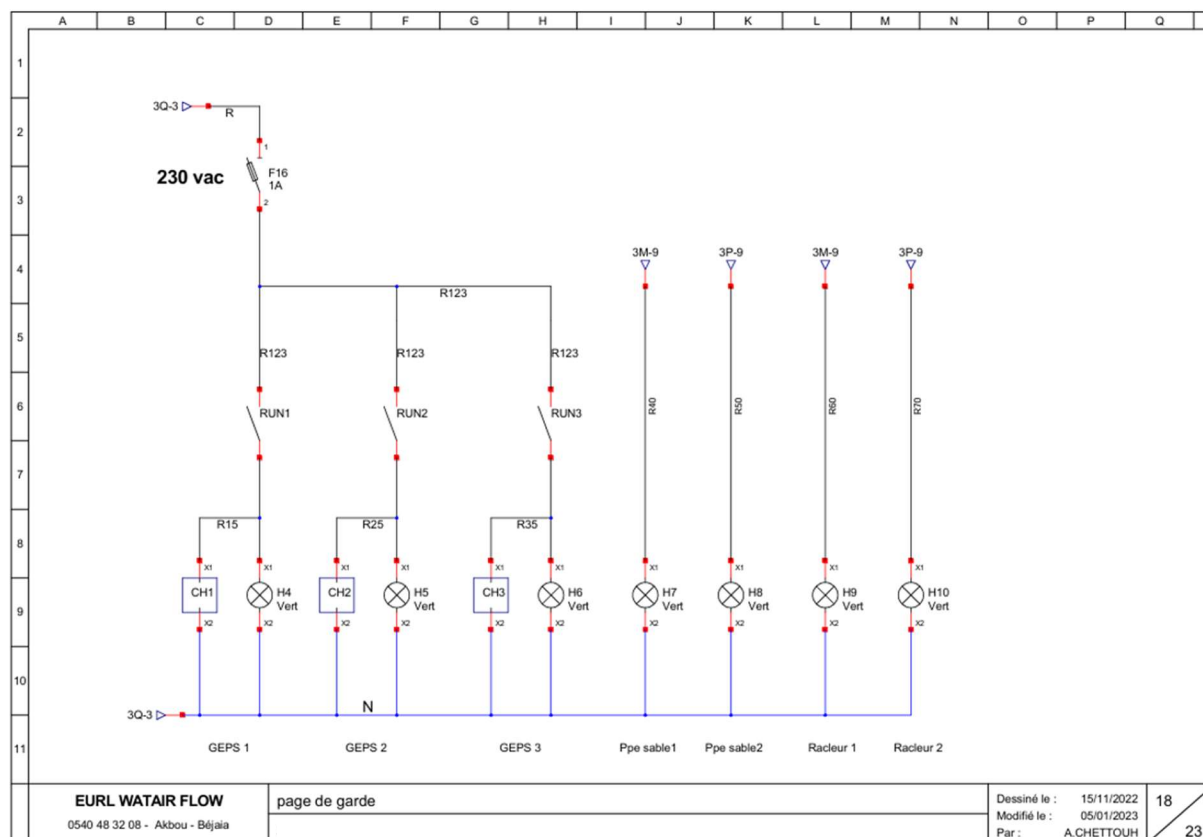 A B C D E F G H I J K L M N O P Q
1
3Q-3 R
2
1
230 vac F16
1A
3
2
3M-9 3P-9 3M-9 3P-9
4
R123
5
R123 R123 R123
6
RUN1 RUN2 RUN3 R40 R50 R60 R70
7
R15 R25 R35
8
X1 X1 X1 X1 X1 X1 X1 X1 X1 X1
CH1 H4 CH2 H5 CH3 H6 H7 H8 H9 H10
9
Vert Vert Vert Vert Vert Vert Vert
X2 X2 X2 X2 X2 X2 X2 X2 X2 X2
10
3Q-3 N
11
GEPS 1 GEPS 2 GEPS 3 Ppe sable1 Ppe sable2 Racleur 1 Racleur 2
EURL WATAIR FLOW
0540 48 32 08 - Akbou - Béjaia
page de garde
Dessiné le : 15/11/2022
Modifié le : 05/01/2023
Par : A.CHETTOUH
18
23